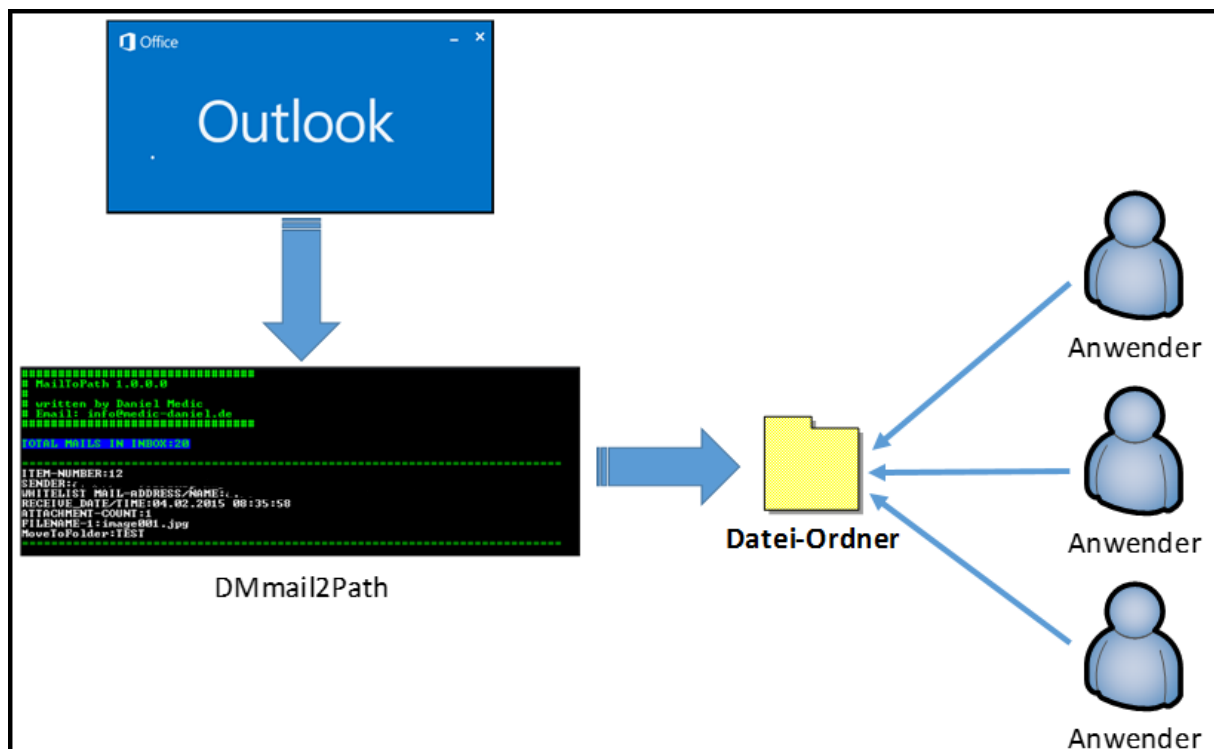 Office
Outlook
################################
# MailToPath 1.0.0.0
#
# written by Daniel Medic
# Email: info@medic-daniel.de
################################
TOTAL MAILS IN INBOX:20
ITEM-NUMBER:12
SENDER:
WHITELIST MAIL-ADDRESS/NAME:
RECEIVE_DATE/TIME:04.02.2015 08:35:58
ATTACHMENT-COUNT:1
FILENAME-1:image001.jpg
MoveToFolder:TEST
DMmail2Path
Datei-Ordner
Anwender
Anwender
Anwender